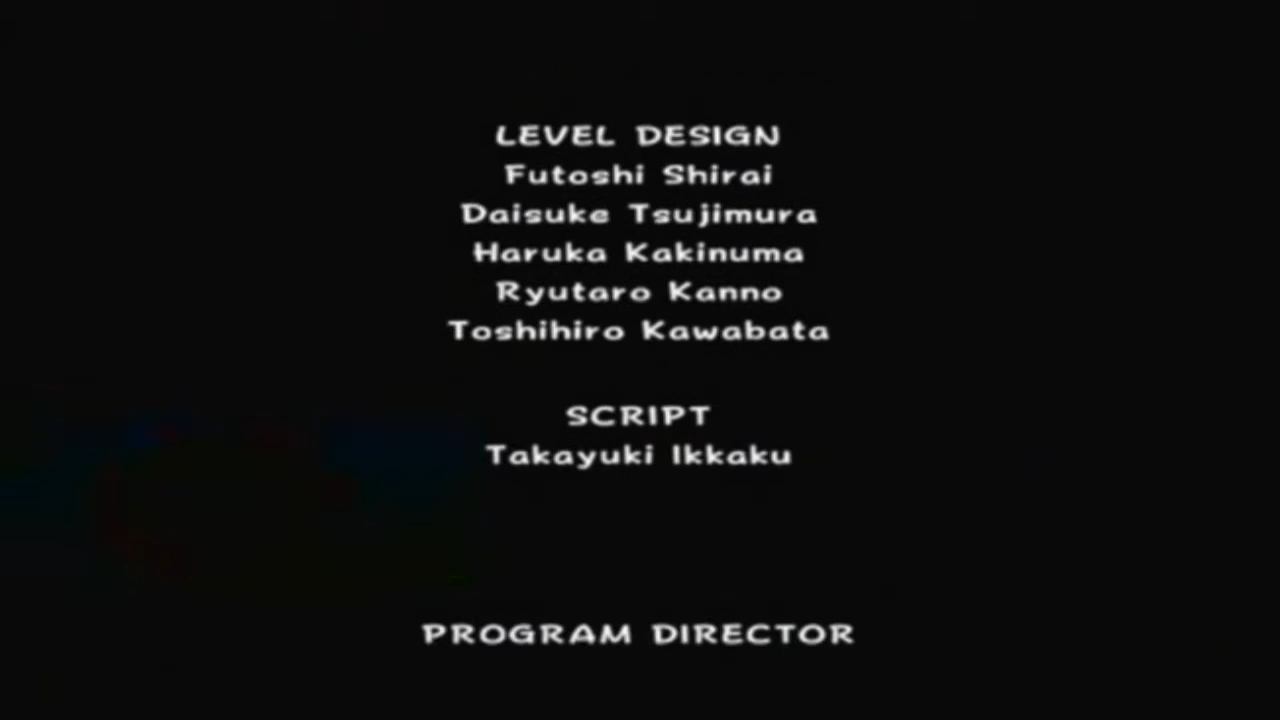 LEVEL DESIGN
Futoshi Shirai
Daisuke Tsujimura
Haruka Kakinuma
Ryutaro Kanno
Toshihiro Kawabata
SCRIPT
Takayuki Ikkaku
PROGRAM DIRECTOR